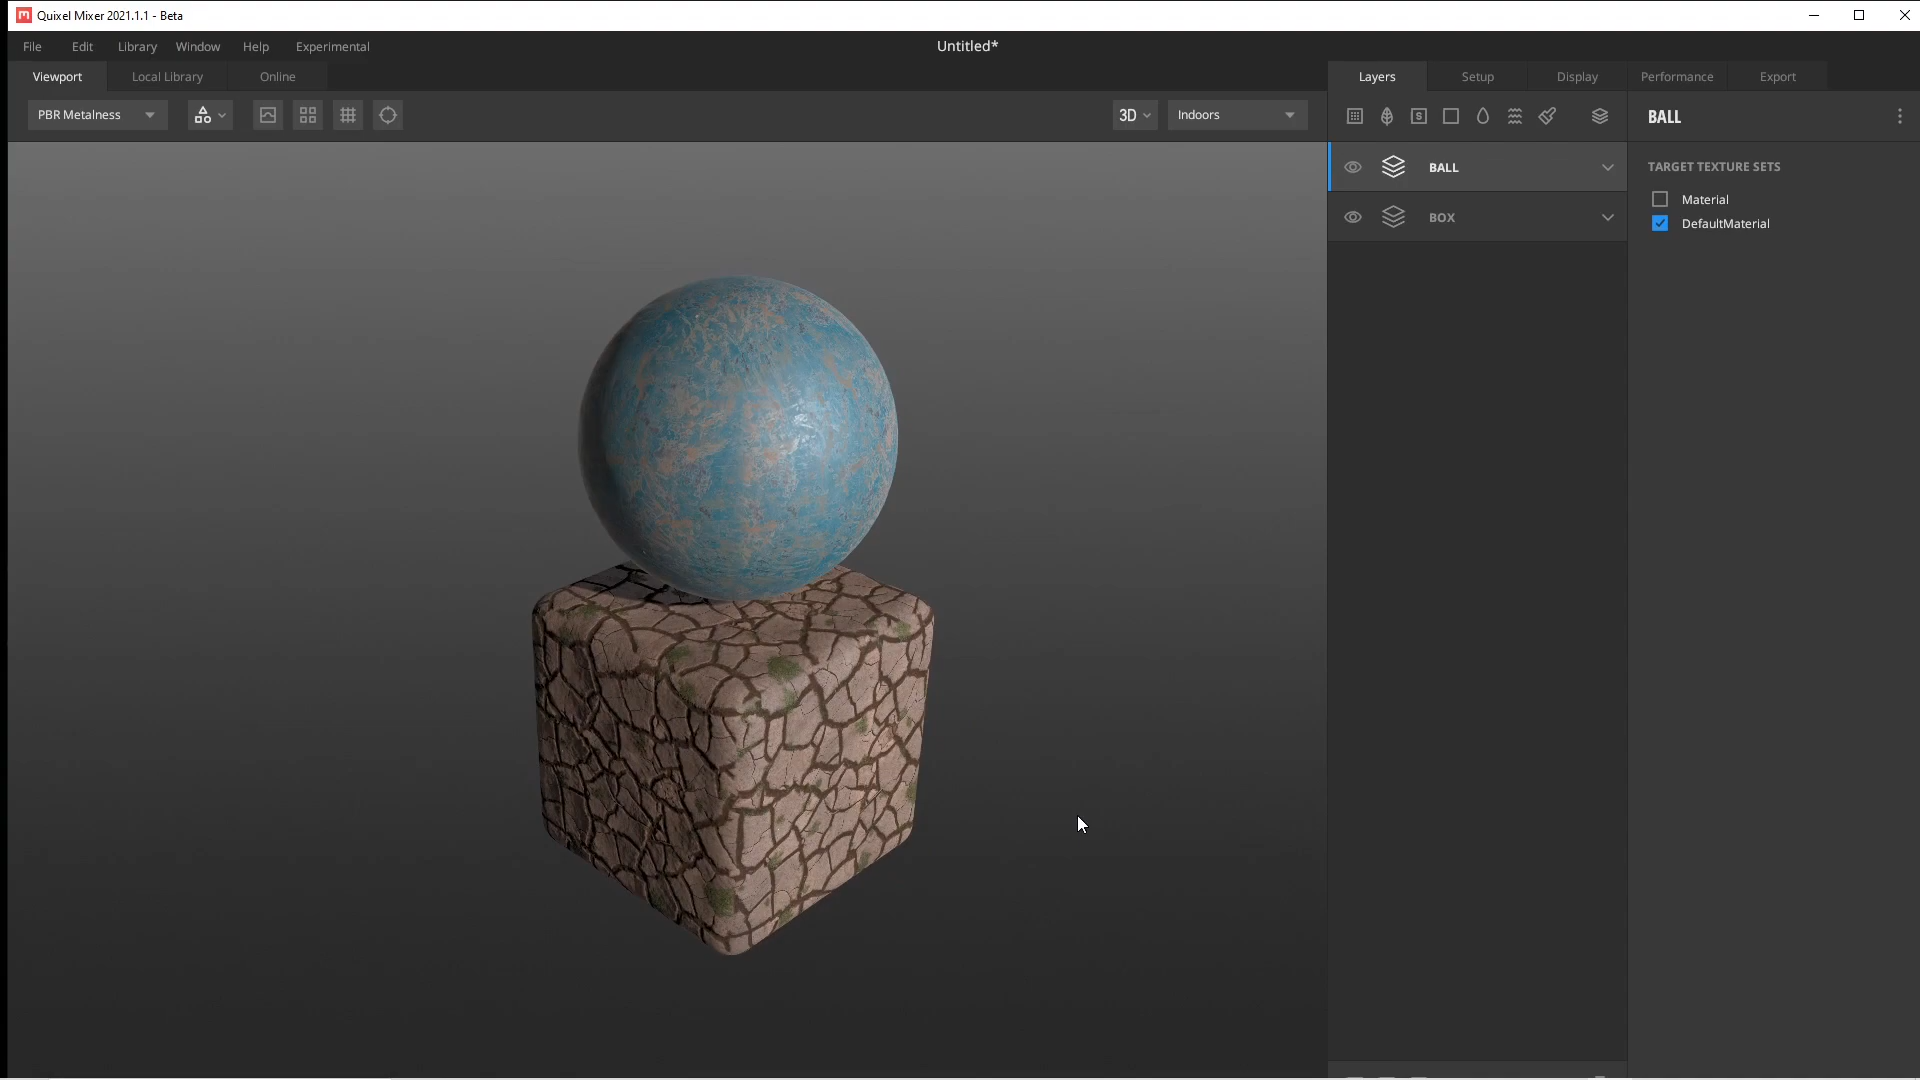 Quixel Mixer 2021.1.1 - Beta
File Edit Library Window Help Experimental
Untitled*
Viewport Local Library Online
Layers Setup Display Performance Export
PBR Metalness
3D
Indoors
S
BALL
BALL
BOX
TARGET TEXTURE SETS
Material
DefaultMaterial